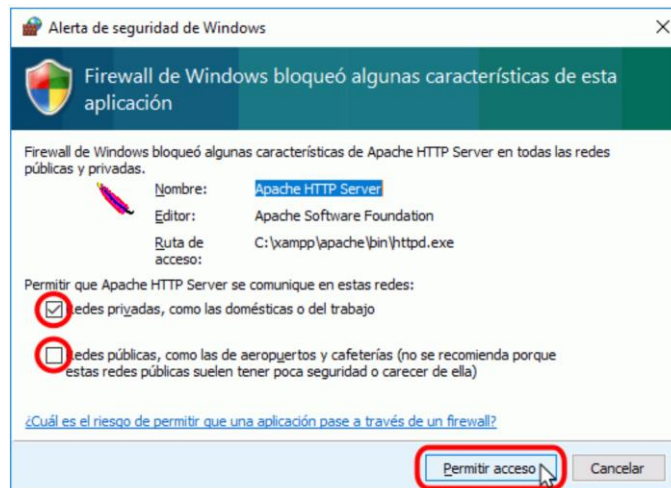 Alerta de seguridad de Windows
Firewall de Windows bloqueó algunas características de esta
aplicación
Firewall de Windows bloqueó algunas características de Apache HTTP Server en todas las redes
públicas y privadas.
Nombre: Apache HTTP Server
Editor: Apache Software Foundation
Ruta de C:\xampp\apache\bin\httpd.exe
acceso:
Permitir que Apache HTTP Server se comunique en estas redes:
Redes privadas, como las domésticas o del trabajo
Redes públicas, como las de aeropuertos y cafeterías (no se recomienda porque
estas redes públicas suelen tener poca seguridad o carecer de ella)
¿Cuál es el riesgo de permitir que una aplicación pase a través de un firewall?
Permitir acceso Cancelar